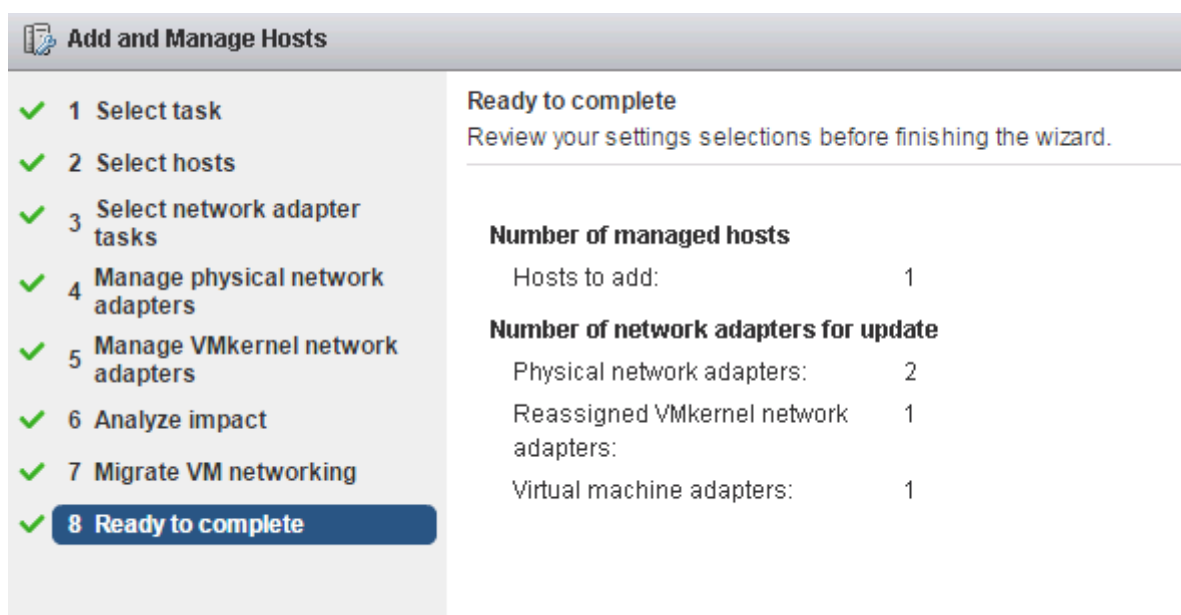 Add and Manage Hosts
1 Select task
2 Select hosts
3 Select network adapter
tasks
4 Manage physical network
adapters
5 Manage VMkernel network
adapters
6 Analyze impact
7 Migrate VM networking
8 Ready to complete
Ready to complete
Review your settings selections before finishing the wizard.
Number of managed hosts
Hosts to add: 1
Number of network adapters for update
Physical network adapters: 2
Reassigned VMkernel network 1
adapters:
Virtual machine adapters: 1